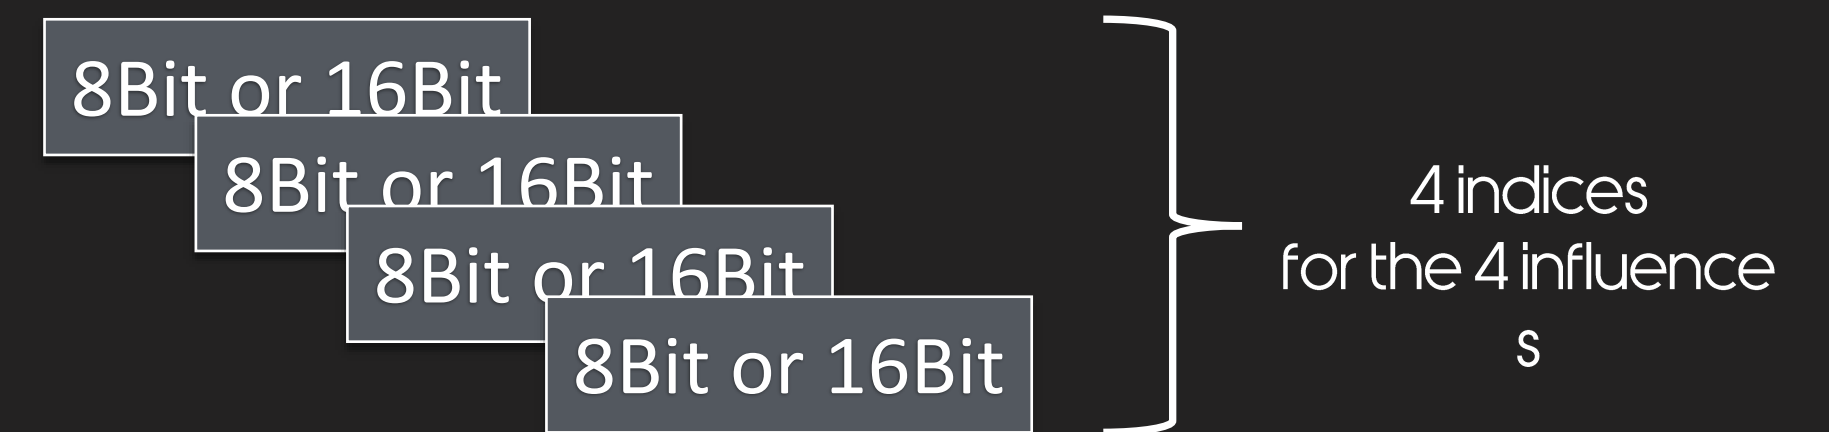 8Bit or 16Bit
8Bit or 16Bit
8Bit or 16Bit
8Bit or 16Bit
4 indices
for the 4 influence
s